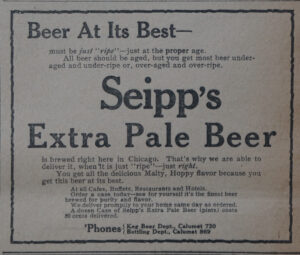 Beer At Its Best—
must be just "ripe"—just at the proper age.
All beer should be aged, but you get most beer under-
aged and under-ripe or, over-aged and over-ripe.
Seipp's
Extra Pale Beer
is brewed right here in Chicago. That's why we are able to
deliver it, when it is just "ripe"—just right.
You get all the delicious Malty, Hoppy flavor because you
get this beer at its best.
At all Cafes, Buffets, Restaurants and Hotels.
Order a case today—see for yourself it's the finest beer
brewed for purity and flavor.
We deliver promptly to your home same day as ordered.
A dozen Case of Seipp's Extra Pale Beer (pints) costs
80 cents delivered.
'Phones { Keg Beer Dept., Calumet 730
Bottling Dept., Calumet 869